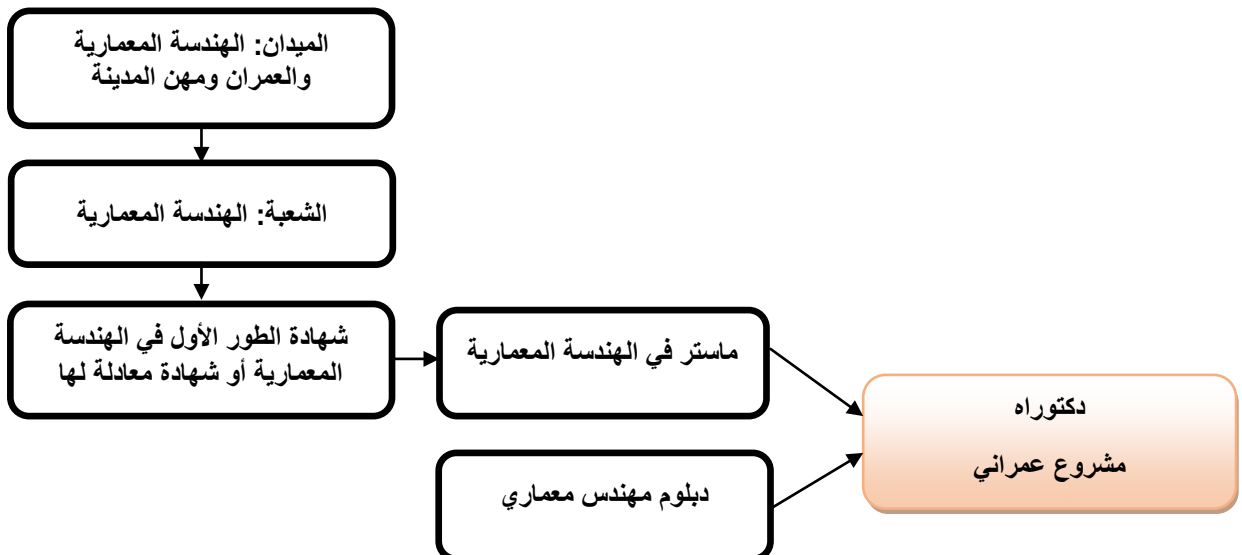 الميدان: الهندسة المعمارية
والعمران ومهن المدينة
الشعبة: الهندسة المعمارية
شهادة الطور الأول في الهندسة
المعمارية أو شهادة معادلة لها
ماستر في الهندسة المعمارية
دبلوم مهندس معماري
دكتوراه
مشروع عمراني